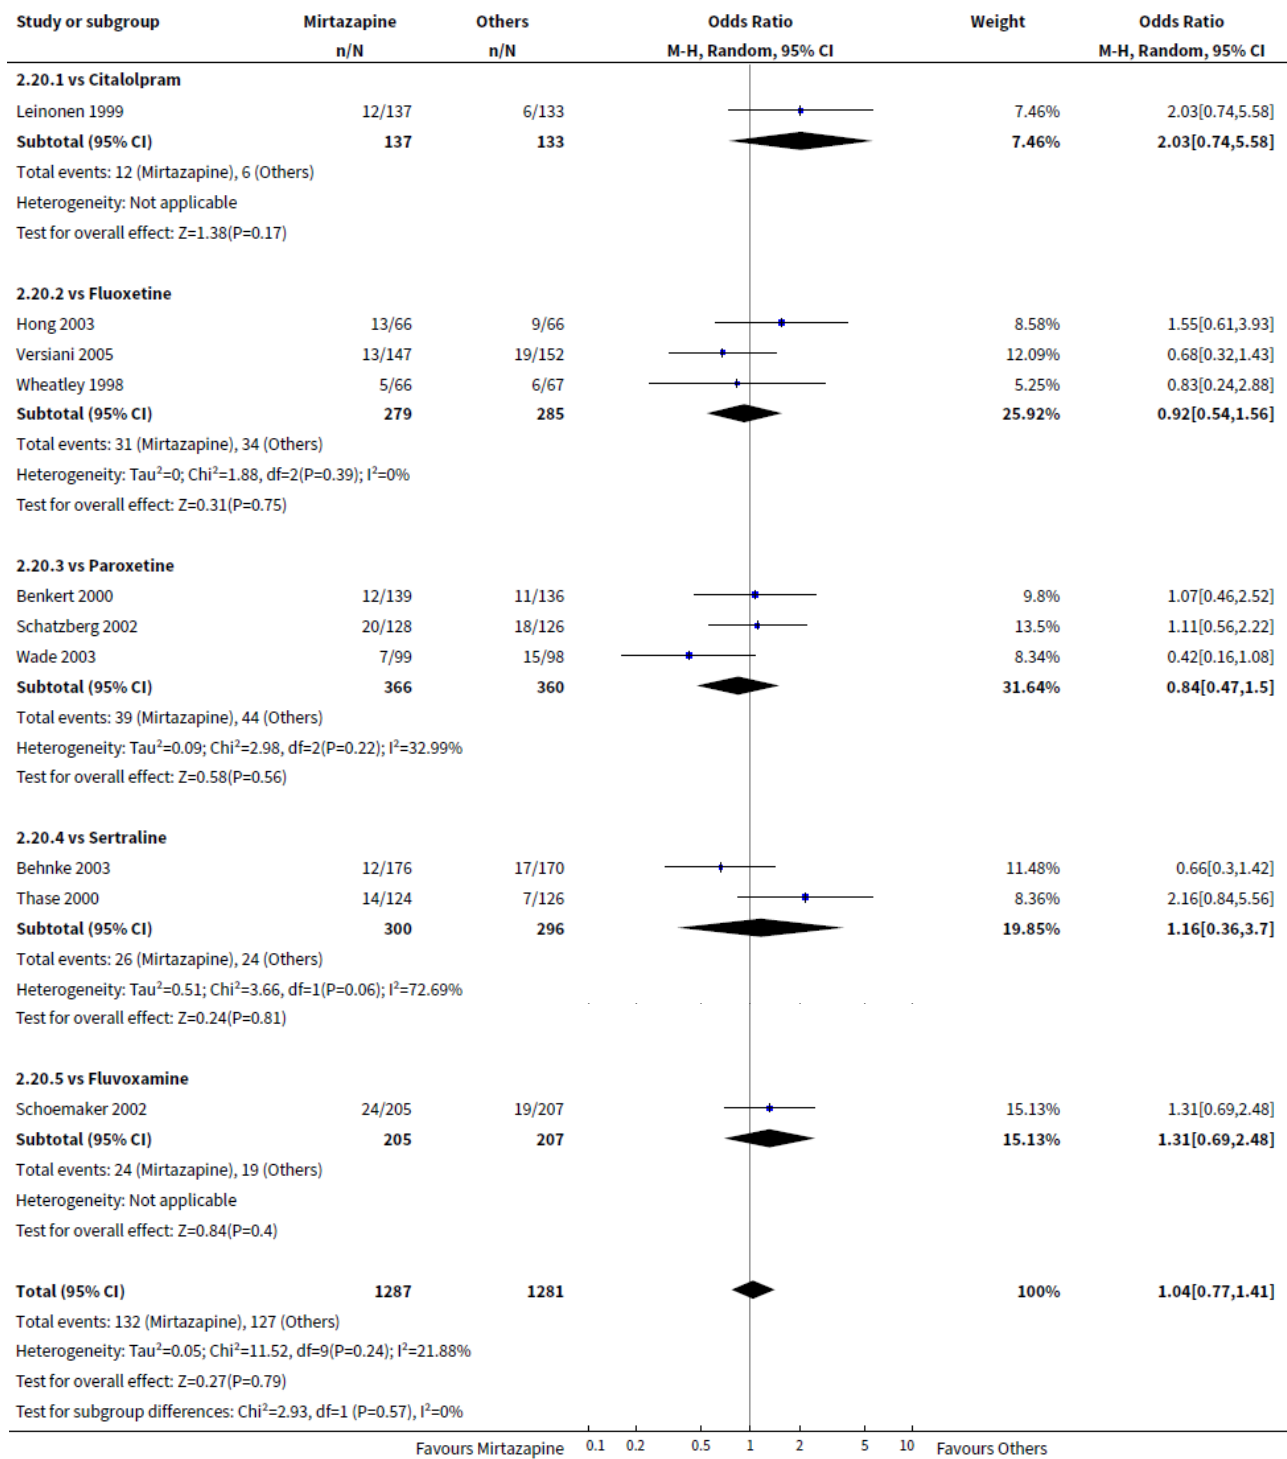 Study or subgroup Mirtazapine Others Odds Ratio Weight Odds Ratio
n/N n/N M-H, Random, 95% CI M-H, Random, 95% CI
2.20.1 vs Citalolpram
Leinonen 1999 12/137 6/133 7.46% 2.03[0.74,5.58]
Subtotal (95% CI) 137 133 7.46% 2.03[0.74,5.58]
Total events: 12 (Mirtazapine), 6 (Others)
Heterogeneity: Not applicable
Test for overall effect: Z=1.38(P=0.17)
2.20.2 vs Fluoxetine
Hong 2003 13/66 9/66 8.58% 1.55[0.61,3.93]
Versiani 2005 13/147 19/152 12.09% 0.68[0.32,1.43]
Wheatley 1998 5/66 6/67 5.25% 0.83[0.24,2.88]
Subtotal (95% CI) 279 285 25.92% 0.92[0.54,1.56]
Total events: 31 (Mirtazapine), 34 (Others)
Heterogeneity: Tau²=0; Chi²=1.88, df=2(P=0.39); I²=0%
Test for overall effect: Z=0.31(P=0.75)
2.20.3 vs Paroxetine
Benkert 2000 12/139 11/136 9.8% 1.07[0.46,2.52]
Schatzberg 2002 20/128 18/126 13.5% 1.11[0.56,2.22]
Wade 2003 7/99 15/98 8.34% 0.42[0.16,1.08]
Subtotal (95% CI) 366 360 31.64% 0.84[0.47,1.5]
Total events: 39 (Mirtazapine), 44 (Others)
Heterogeneity: Tau²=0.09; Chi²=2.98, df=2(P=0.22); I²=32.99%
Test for overall effect: Z=0.58(P=0.56)
2.20.4 vs Sertraline
Behnke 2003 12/176 17/170 11.48% 0.66[0.3,1.42]
Thase 2000 14/124 7/126 8.36% 2.16[0.84,5.56]
Subtotal (95% CI) 300 296 19.85% 1.16[0.36,3.7]
Total events: 26 (Mirtazapine), 24 (Others)
Heterogeneity: Tau²=0.51; Chi²=3.66, df=1(P=0.06); I²=72.69%
Test for overall effect: Z=0.24(P=0.81)
2.20.5 vs Fluvoxamine
Schoemaker 2002 24/205 19/207 15.13% 1.31[0.69,2.48]
Subtotal (95% CI) 205 207 15.13% 1.31[0.69,2.48]
Total events: 24 (Mirtazapine), 19 (Others)
Heterogeneity: Not applicable
Test for overall effect: Z=0.84(P=0.4)
Total (95% CI) 1287 1281 100% 1.04[0.77,1.41]
Total events: 132 (Mirtazapine), 127 (Others)
Heterogeneity: Tau²=0.05; Chi²=11.52, df=9(P=0.24); I²=21.88%
Test for overall effect: Z=0.27(P=0.79)
Test for subgroup differences: Chi²=2.93, df=1 (P=0.57), I²=0%
Favours Mirtazapine 0.1 0.2 0.5 1 2 5 10 Favours Others